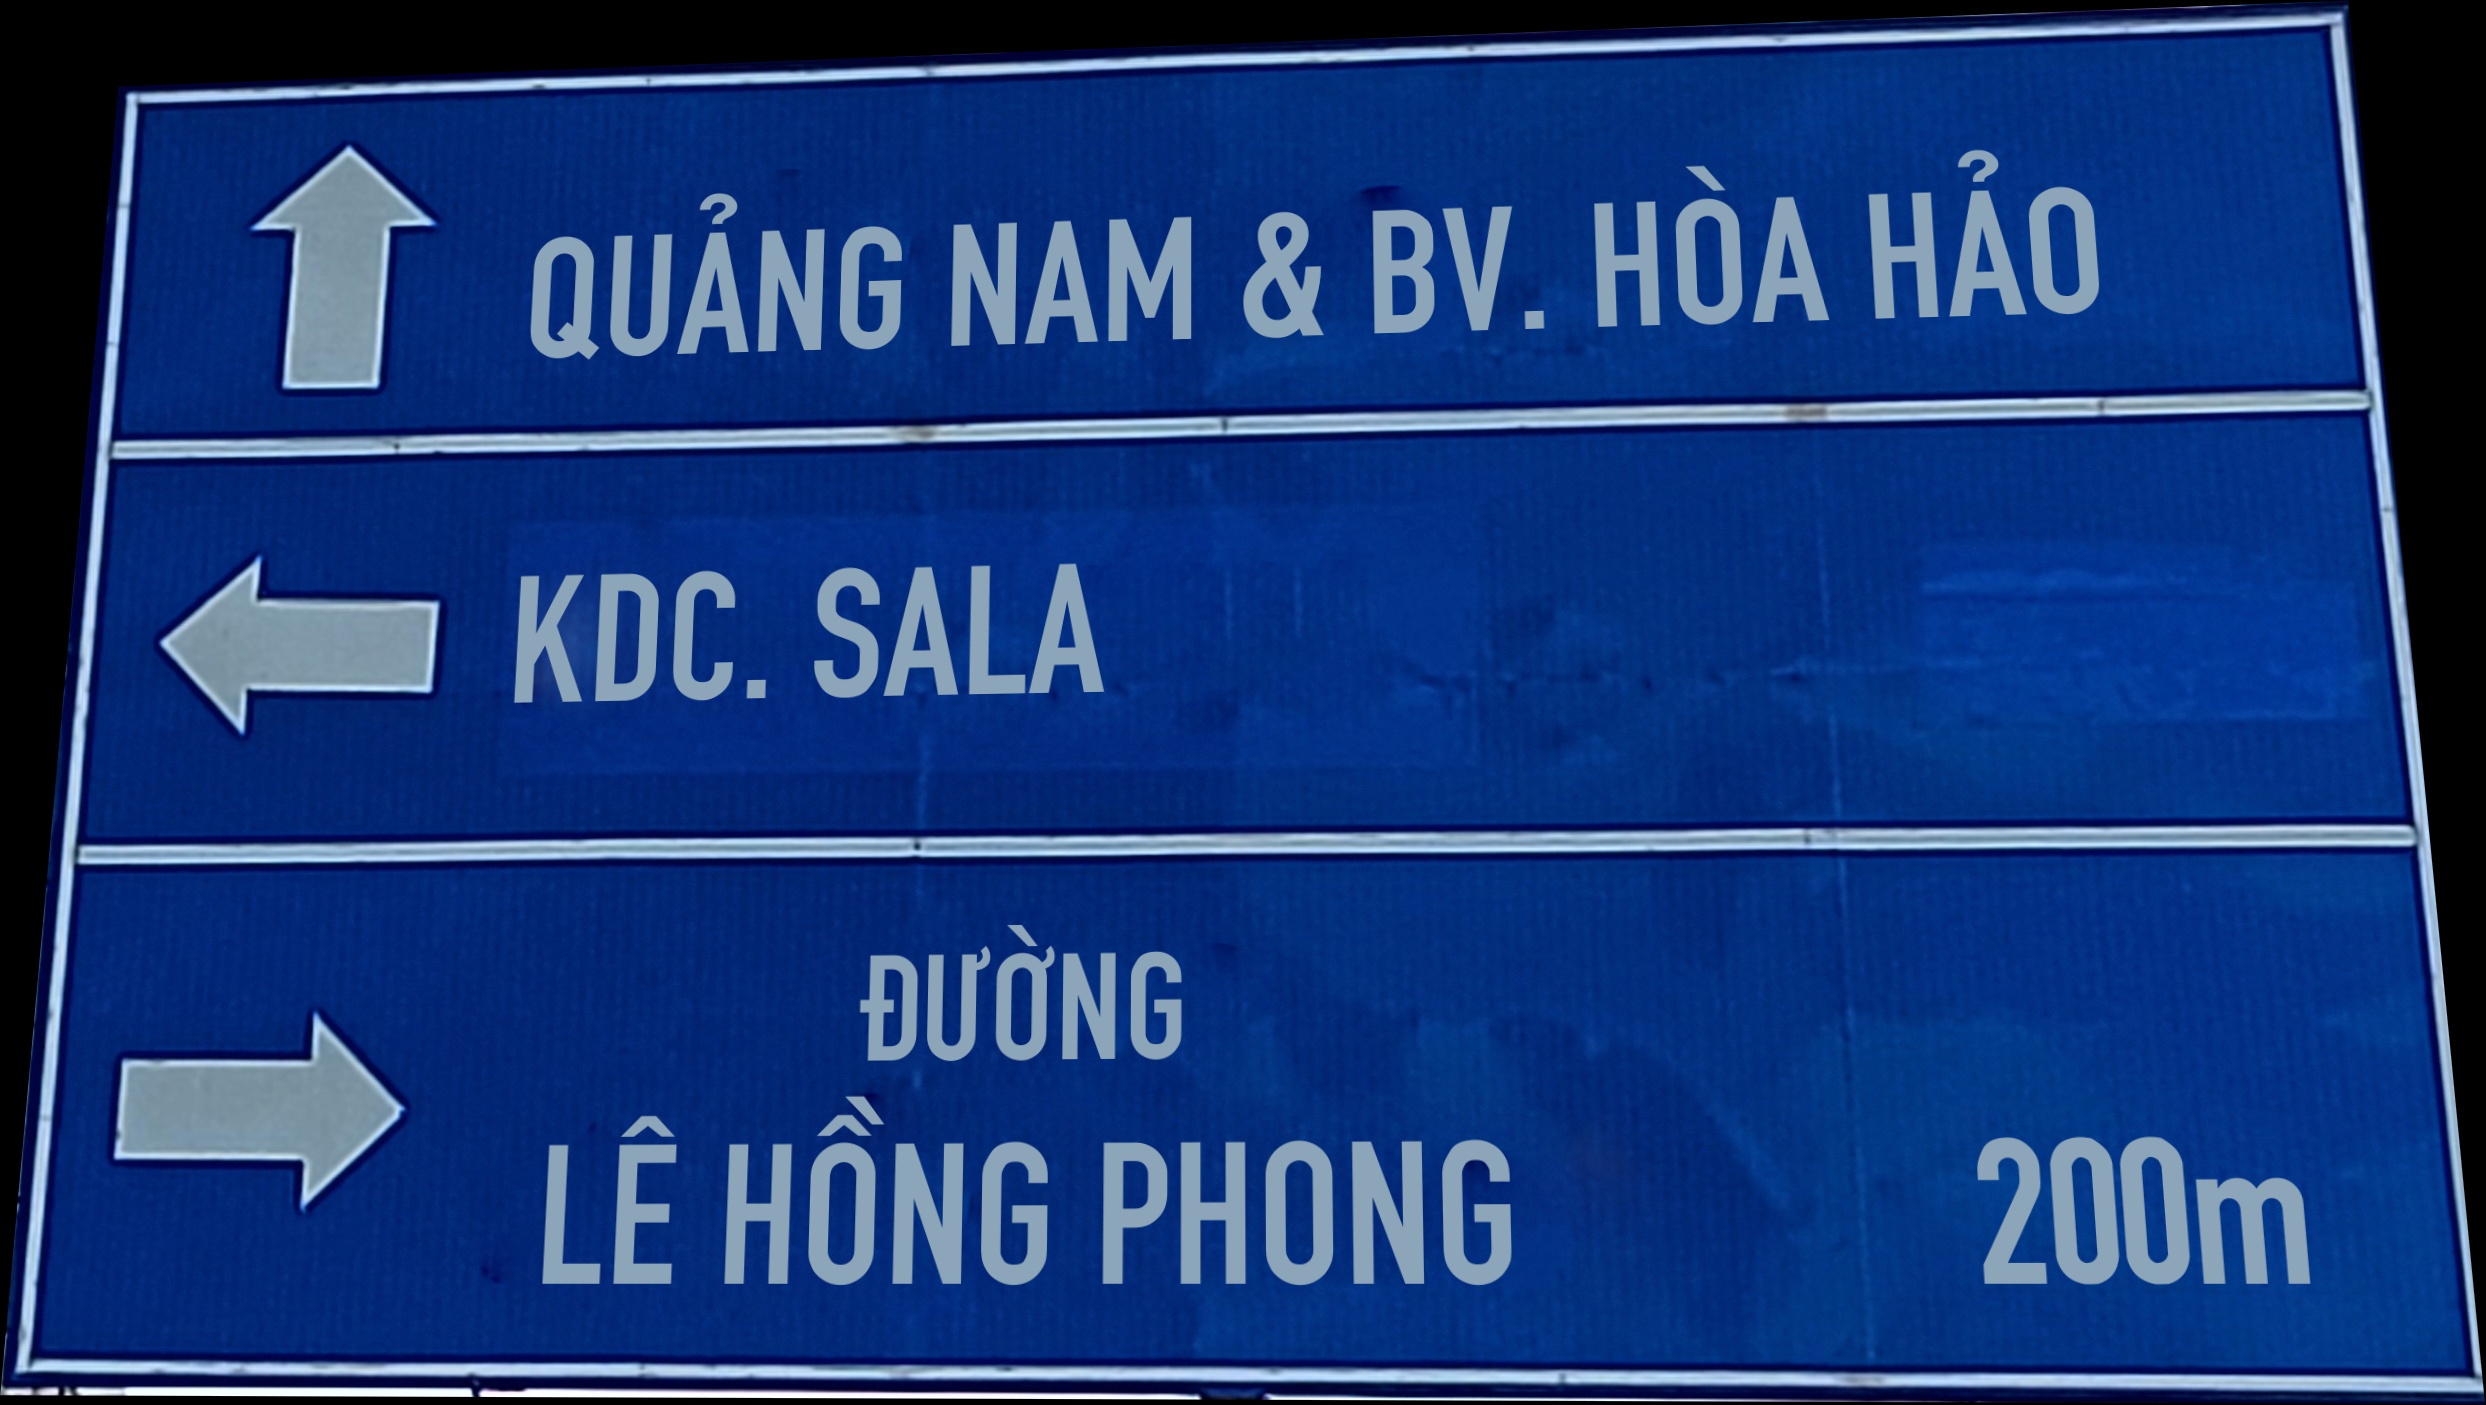 QUẢNG NAM & BV. HÒA HẢO
KDC. SALA
ĐƯỜNG
LÊ HỒNG PHONG 200m